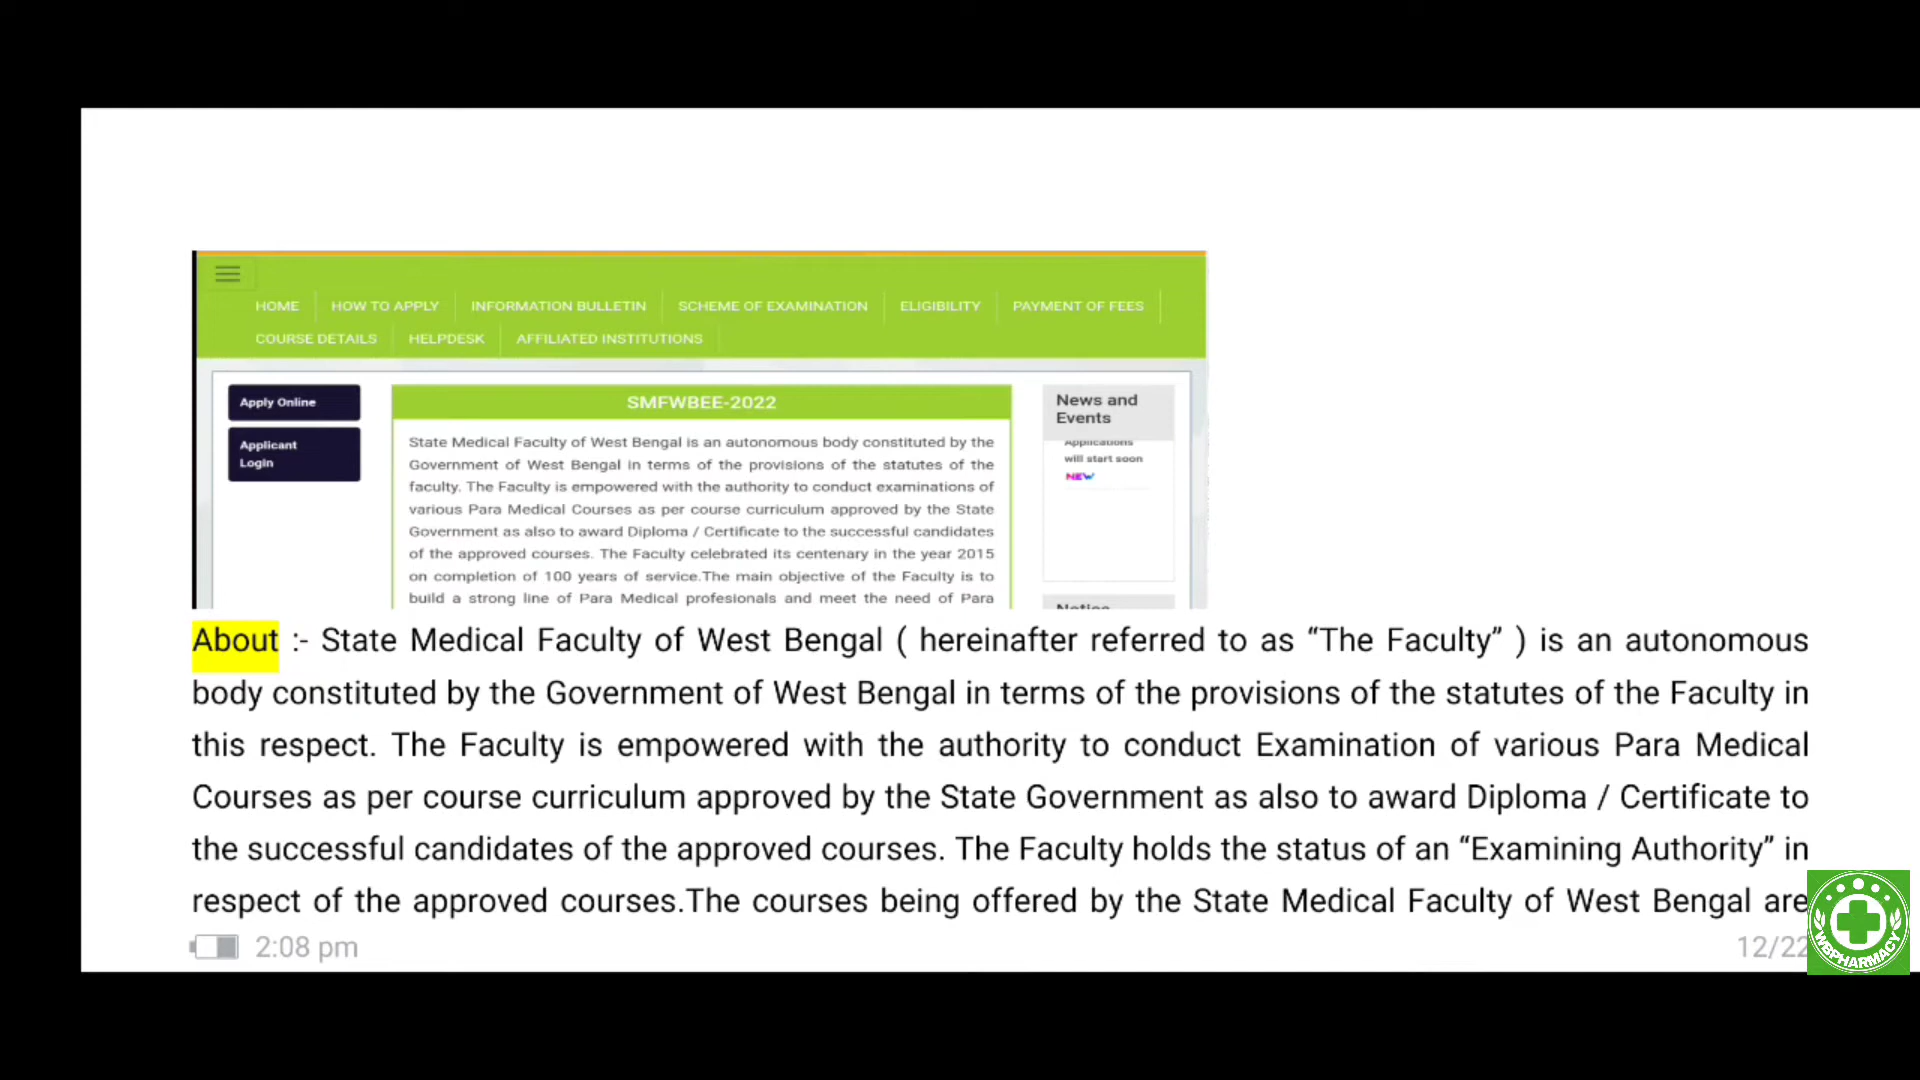 HOME HOW TO APPLY INFORMATION BULLETIN SCHEME OF EXAMINATION ELIGIBILITY PAYMENT OF FEES
COURSE DETAILS HELPDESK AFFILIATED INSTITUTIONS
Apply Online
Applicant
Login
SMFWBEE-2022
State Medical Faculty of West Bengal is an autonomous body constituted by the
Government of West Bengal in terms of the provisions of the statutes of the
faculty. The Faculty is empowered with the authority to conduct examinations of
various Para Medical Courses as per course curriculum approved by the State
Government as also to award Diploma / Certificate to the successful candidates
of the approved courses. The Faculty celebrated its centenary in the year 2015
on completion of 100 years of service.The main objective of the Faculty is to
build a strong line of Para Medical profesionals and meet the need of Para
News and
Events
Applications
will start soon
NEW
Notice
About :- State Medical Faculty of West Bengal ( hereinafter referred to as “The Faculty” ) is an autonomous
body constituted by the Government of West Bengal in terms of the provisions of the statutes of the Faculty in
this respect. The Faculty is empowered with the authority to conduct Examination of various Para Medical
Courses as per course curriculum approved by the State Government as also to award Diploma / Certificate to
the successful candidates of the approved courses. The Faculty holds the status of an “Examining Authority” in
respect of the approved courses.The courses being offered by the State Medical Faculty of West Bengal are
2:08 pm
12/22
WBPHARMACY